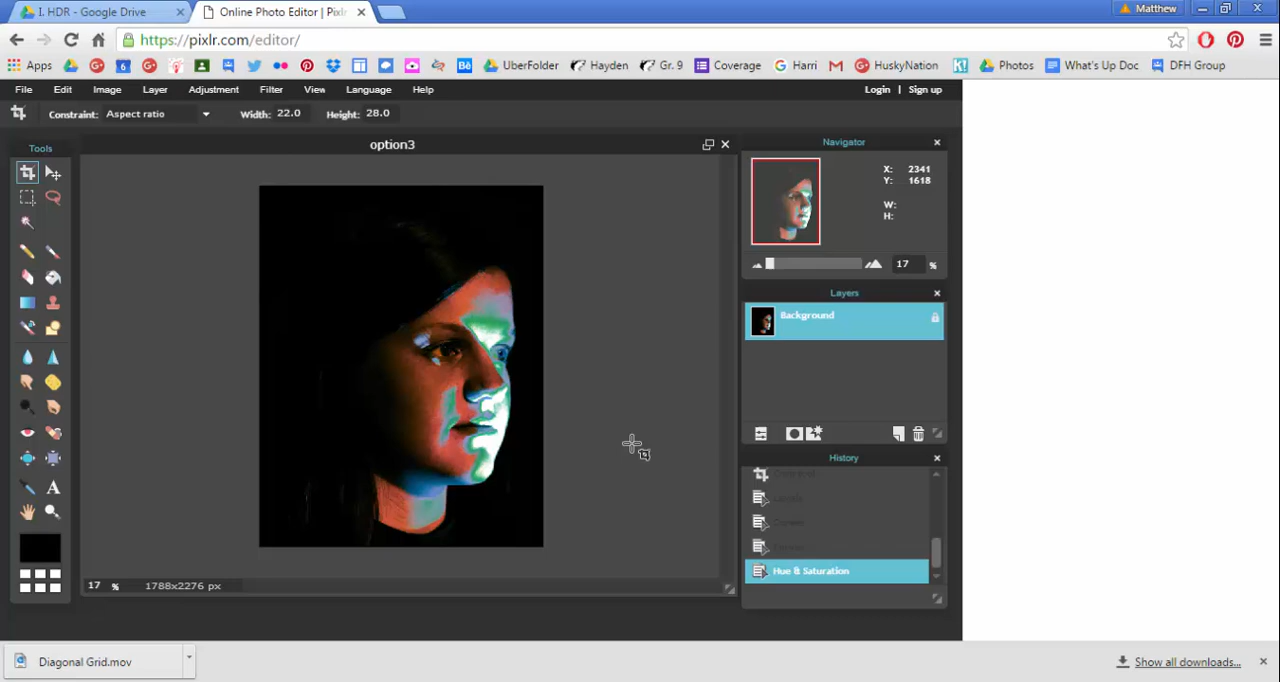 I. HDR - Google Drive
Online Photo Editor | Pixlr
Matthew
https://pixlr.com/editor/
Apps
6
UberFolder
Hayden
Gr. 9
Coverage
Harri
HuskyNation
Photos
What's Up Doc
DFH Group
File Edit Image Layer Adjustment Filter View Language Help
Login | Sign up
Constraint: Aspect ratio Width: 22.0 Height: 28.0
Tools
option3
Navigator
X: 2341
Y: 1618
W:
H:
17 %
Layers
Background
History
Levels
Curves
Hue & Saturation
17 % 1788x2276 px
Diagonal Grid.mov
Show all downloads...